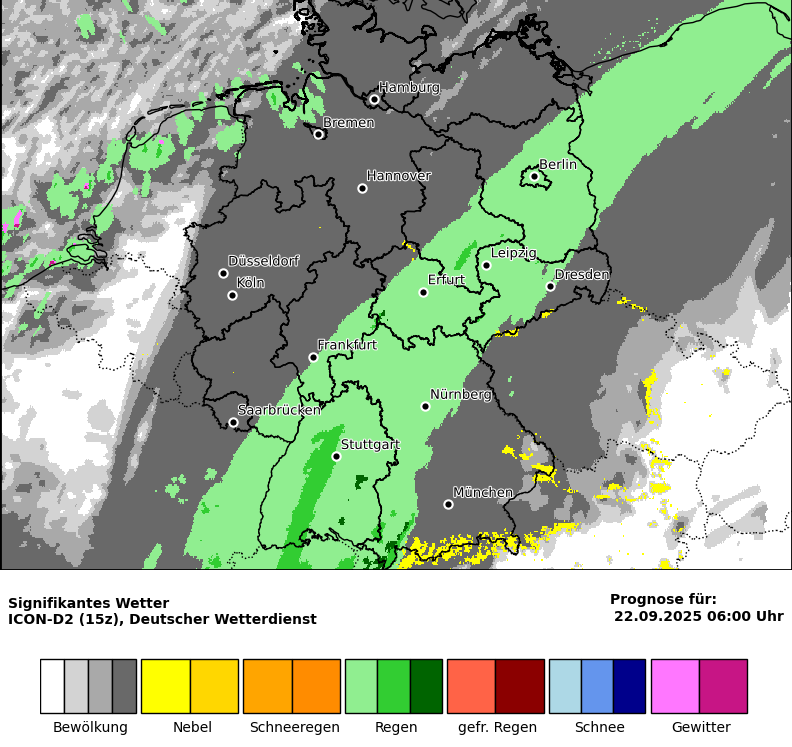 Hamburg
Bremen
Berlin
Hannover
Leipzig
Düsseldorf
Dresden
Köln
Erfurt
Frankfurt
Nürnberg
Saarbrücken
Stuttgart
München
Signifikantes Wetter
ICON-D2 (15z), Deutscher Wetterdienst
Prognose für:
22.09.2025 06:00 Uhr
Bewölkung Nebel Schneeregen Regen gefr. Regen Schnee Gewitter